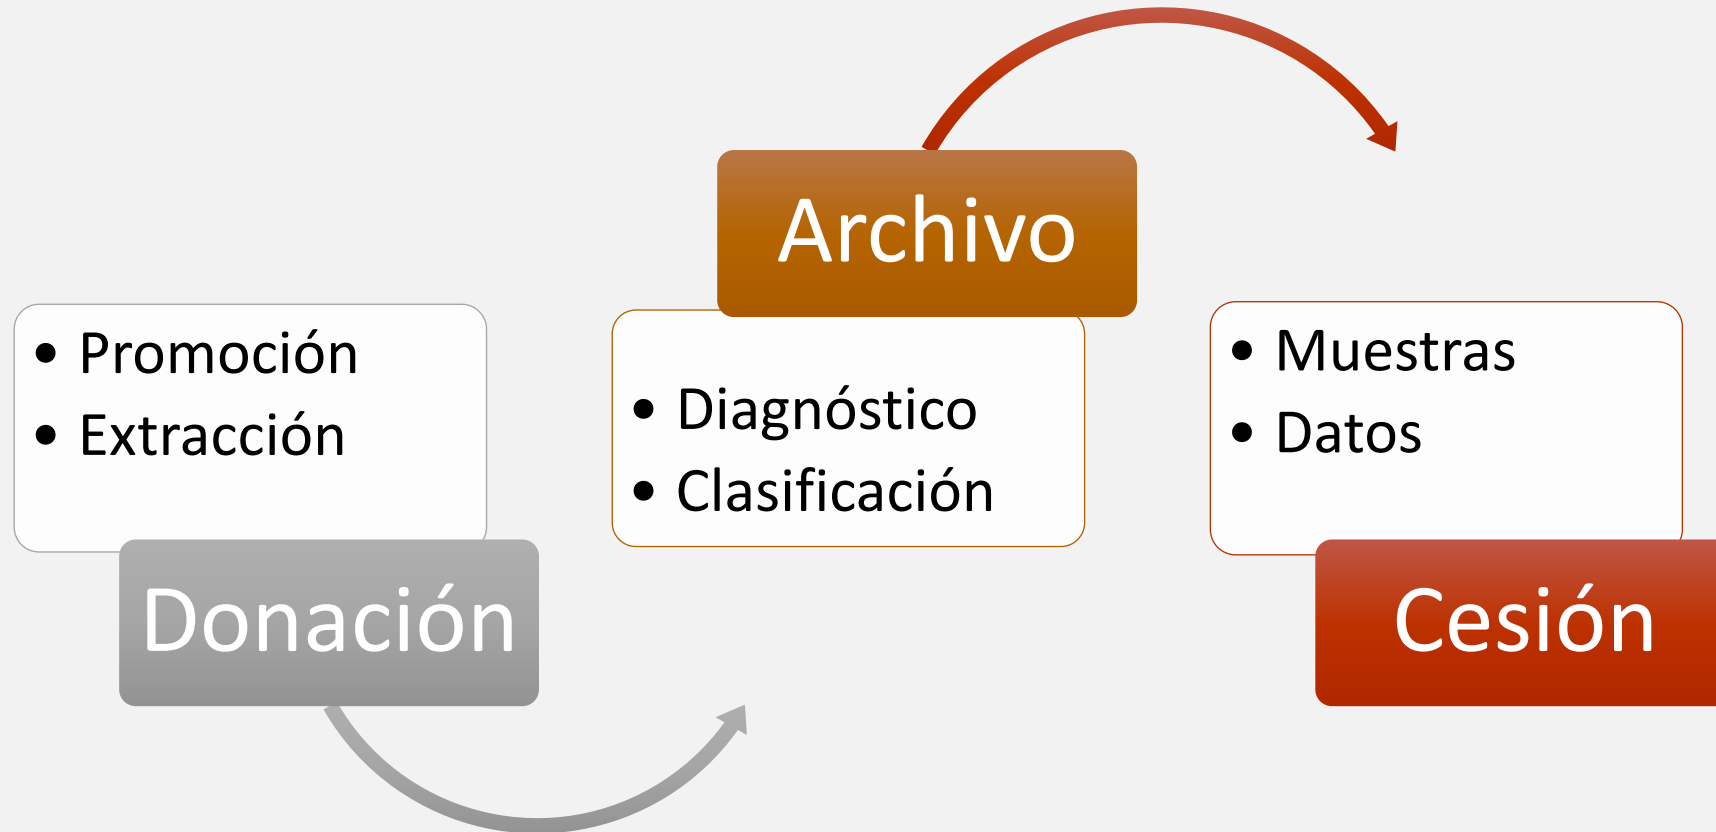 • Promoción
• Extracción
Donación
Archivo
• Diagnóstico
• Clasificación
• Muestras
• Datos
Cesión